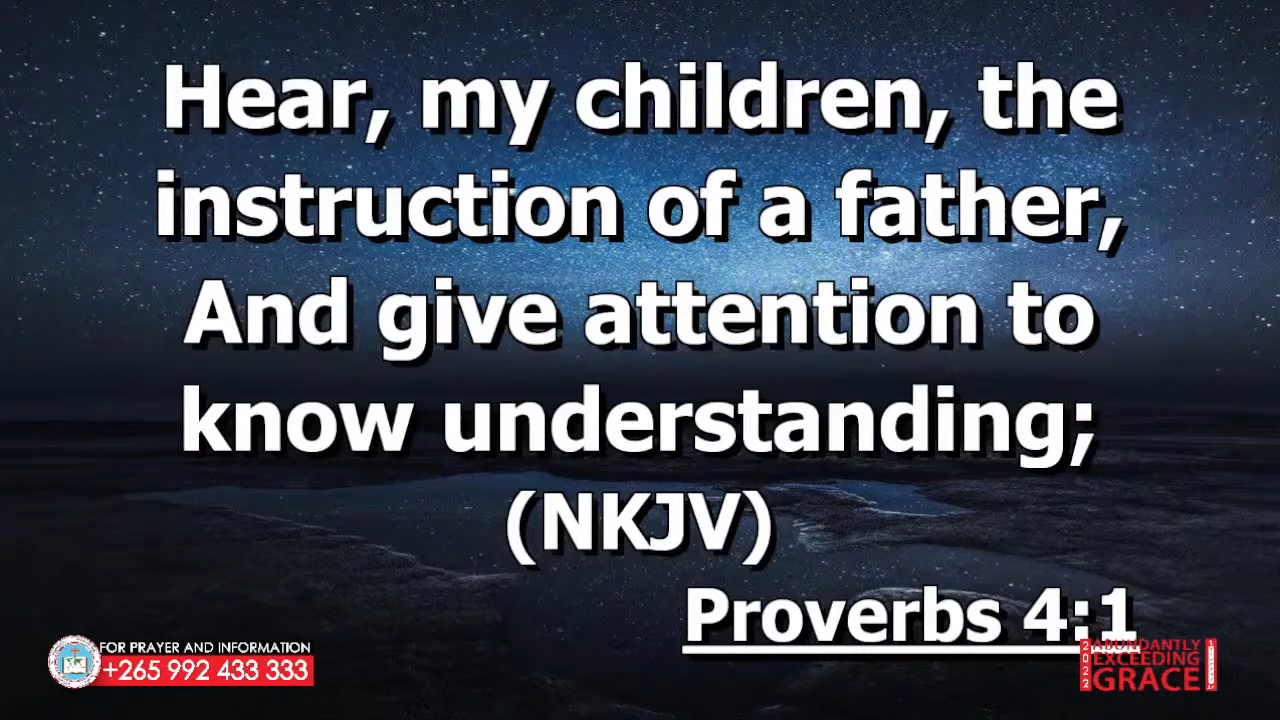 Hear, my children, the
instruction of a father,
And give attention to
know understanding;
(NKJV)
Proverbs 4:1
FOR PRAYER AND INFORMATION
+265 992 433 333
2022
ABUNDANTLY
EXCEEDING
GRACE